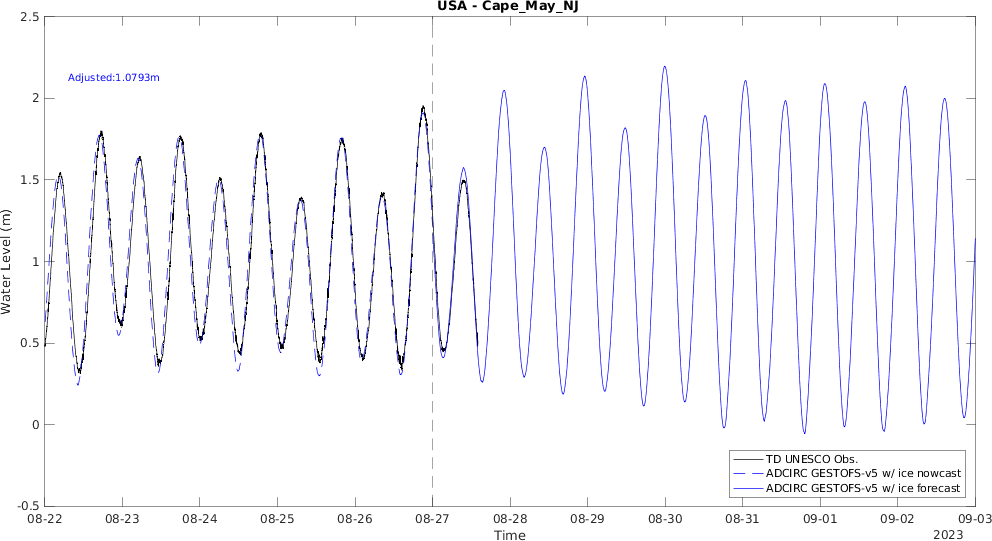 USA - Cape_May_NJ
2.5
2
1.5
1
0.5
0
-0.5
Water Level (m)
Adjusted:1.0793m
TD UNESCO Obs.
ADCIRC GESTOFS-v5 w/ ice nowcast
ADCIRC GESTOFS-v5 w/ ice forecast
08-22 08-23 08-24 08-25 08-26 08-27 08-28 08-29 08-30 08-31 09-01 09-02 09-03
Time
2023